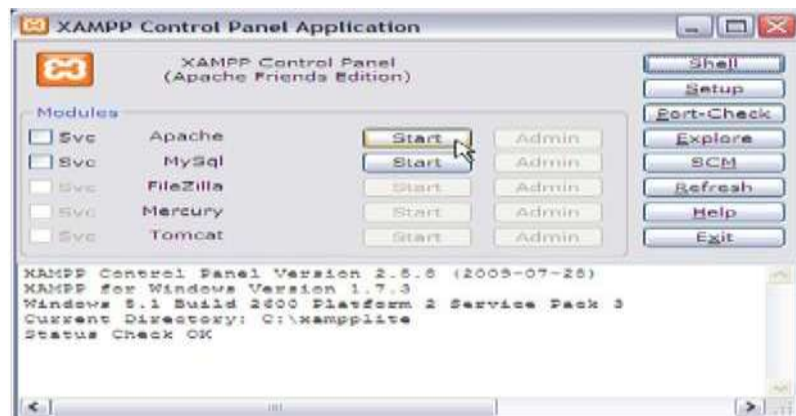 XAMPP Control Panel Application
XAMPP Control Panel
(Apache Friends Edition)
Shell
Setup
Port-Check
Explore
SCM
Refresh
Help
Exit
Modules
Svc Apache Start Admin
Svc MySql Start Admin
Svc FileZilla Start Admin
Svc Mercury Start Admin
Svc Tomcat Start Admin
XAMPP Control Panel Version 2.5.8 (2009-07-28)
XAMPP for Windows Version 1.7.3
Windows 5.1 Build 2600 Platform 2 Service Pack 3
Current Directory: C:\xampplite
Status Check OK